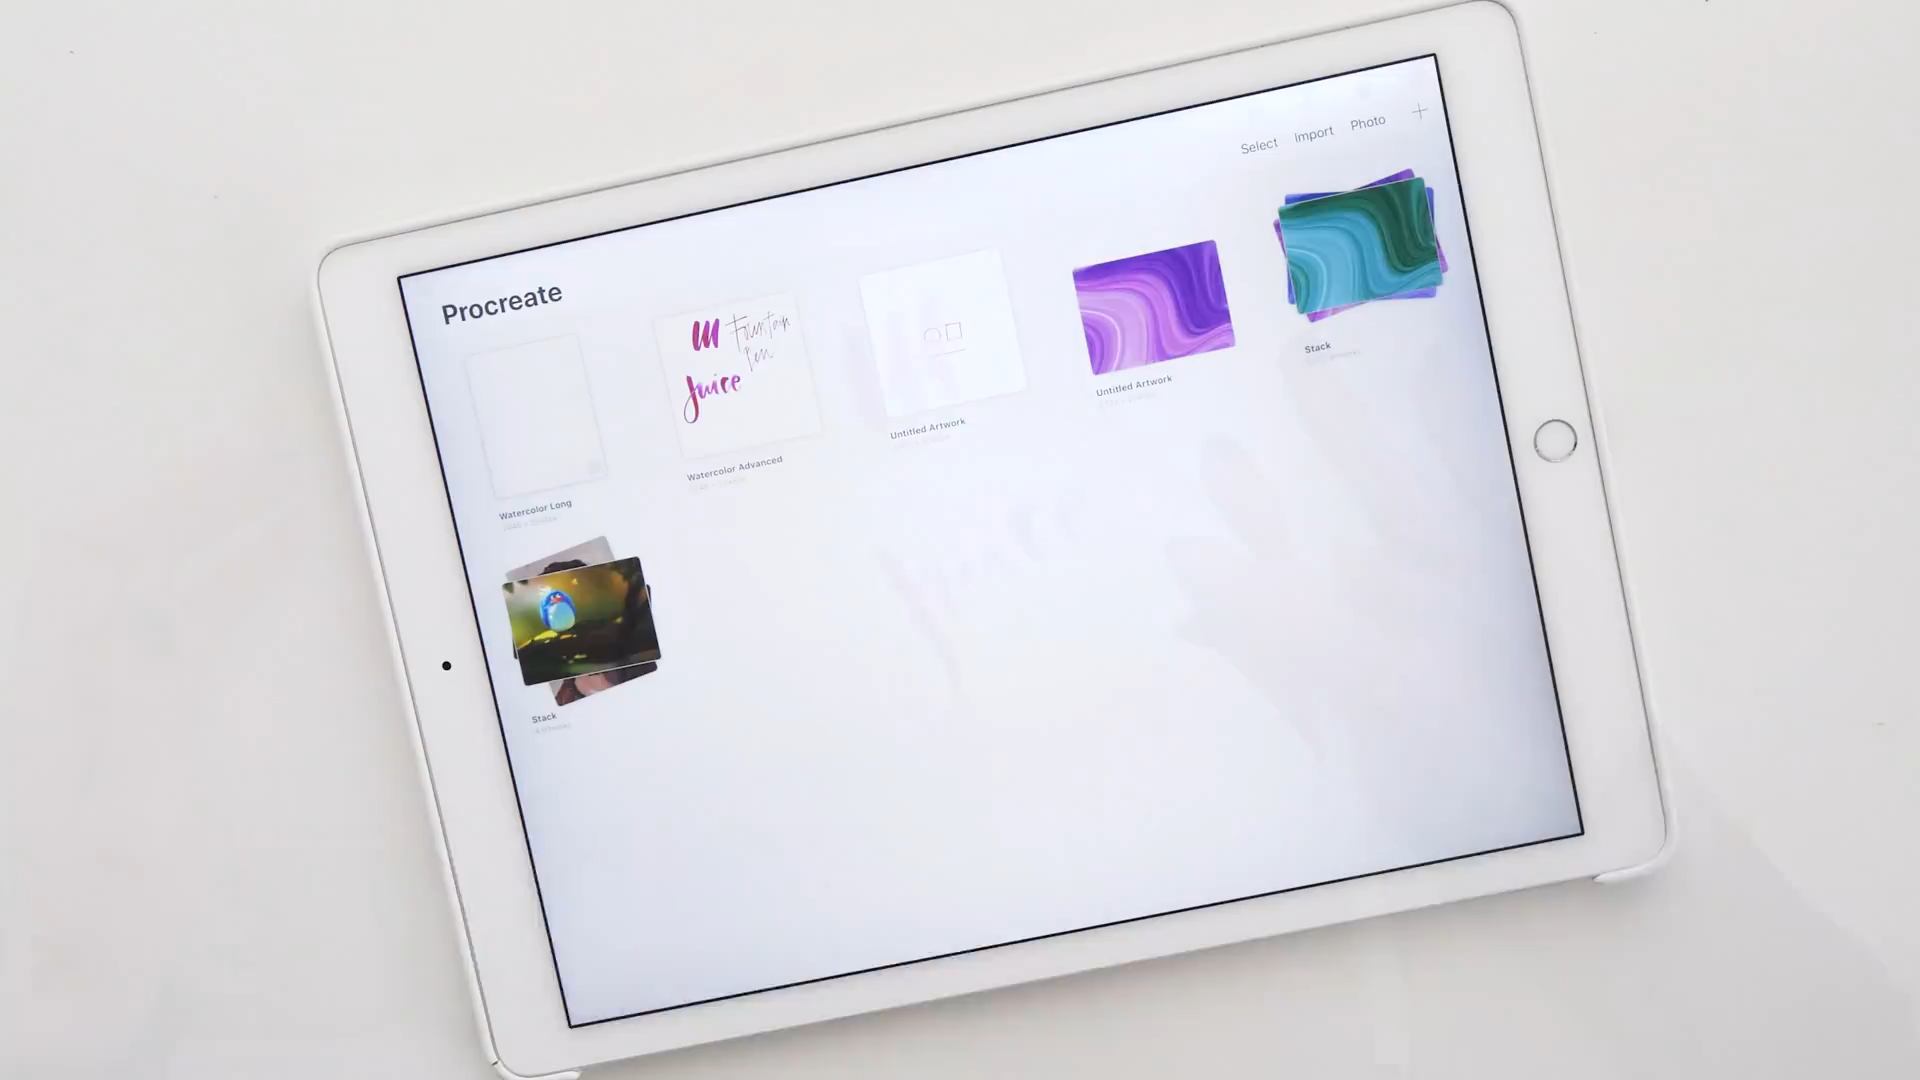 Select Import Photo +
Procreate
Fountain
Pen
Juice
Watercolor Long
Watercolor Advanced
Untitled Artwork
Untitled Artwork
Stack
Stack